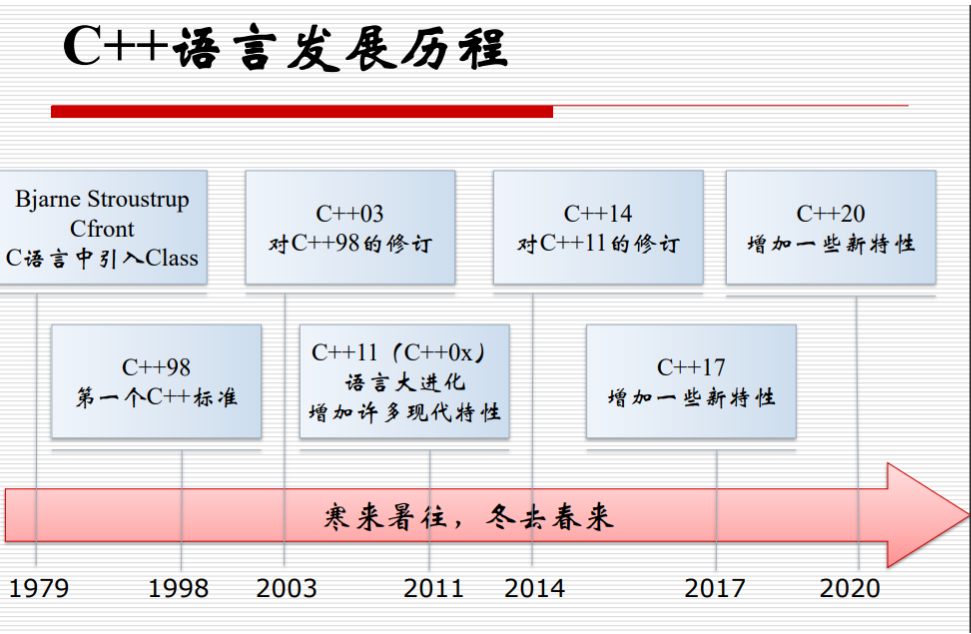 C++语言发展历程
Bjarne Stroustrup
Cfront
C语言中引入Class
C++03
对C++98的修订
C++14
对C++11的修订
C++20
增加一些新特性
C++98
第一个C++标准
C++11（C++0x）
语言大进化
增加许多现代特性
C++17
增加一些新特性
寒来暑往，冬去春来
1979 1998 2003 2011 2014 2017 2020